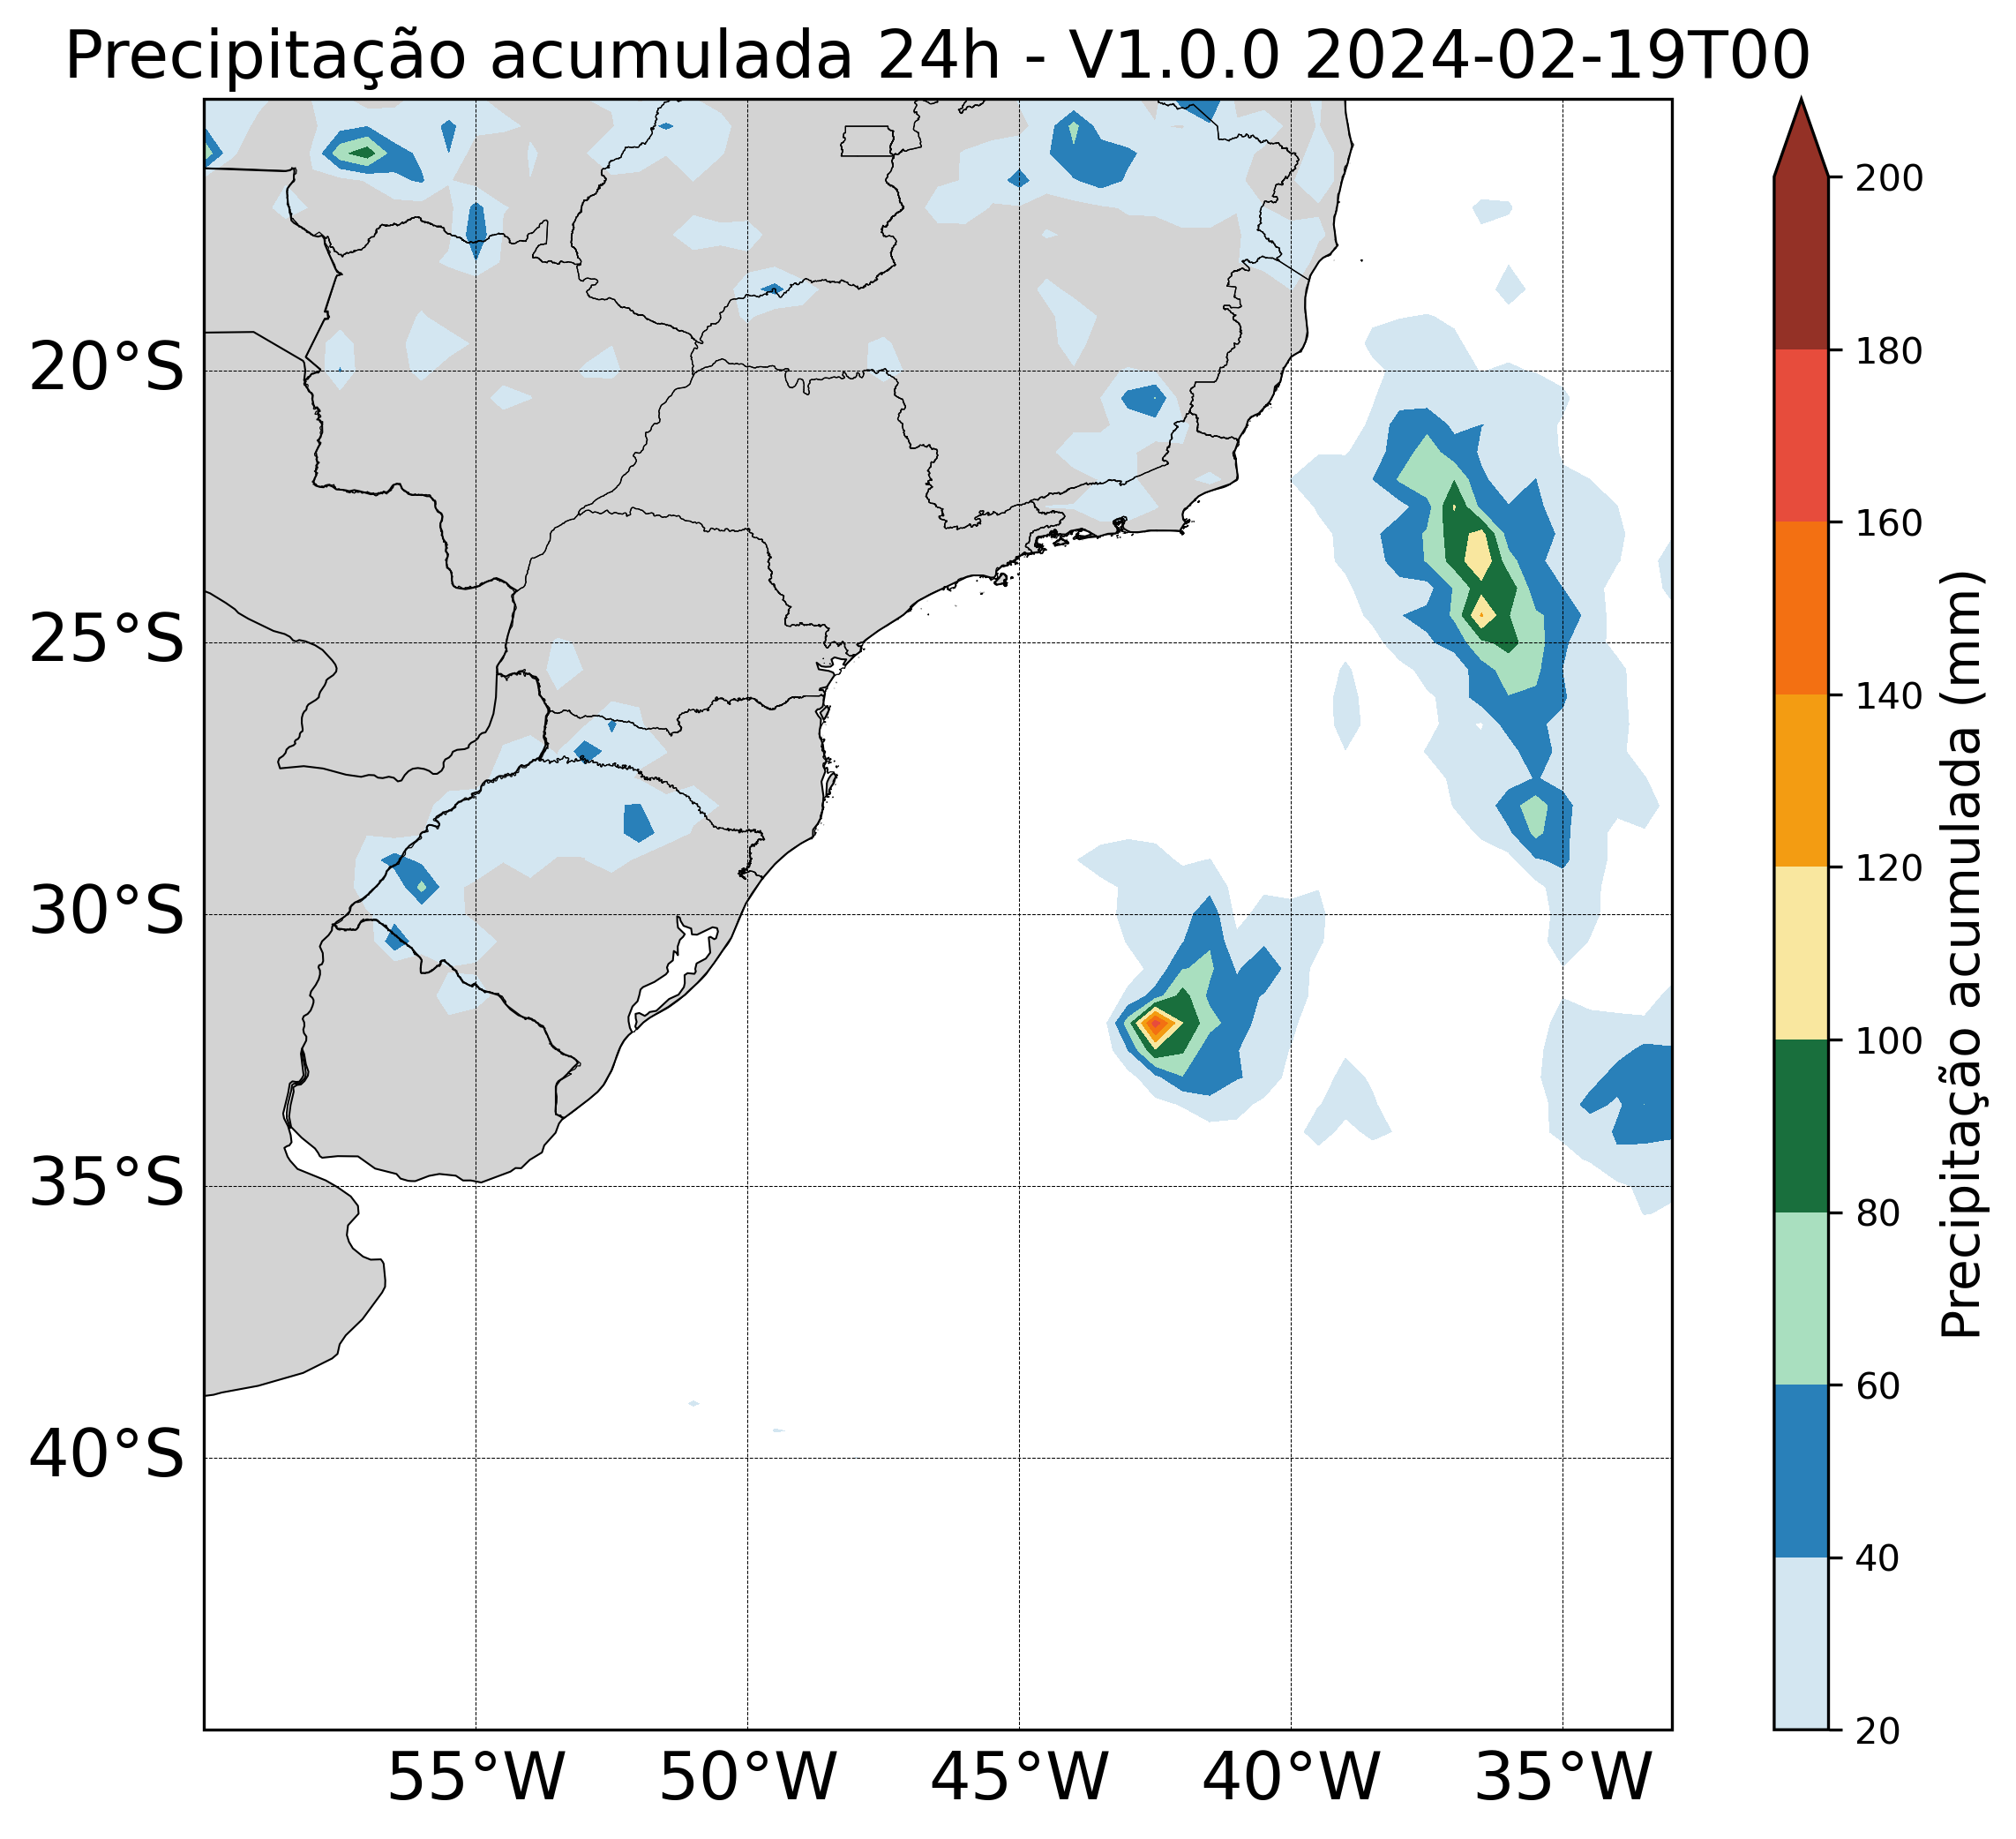 Precipitação acumulada 24h - V1.0.0 2024-02-19T00
20°S
25°S
30°S
35°S
40°S
55°W
50°W
45°W
40°W
35°W
200
180
160
140
120
100
80
60
40
20
Precipitação acumulada (mm)